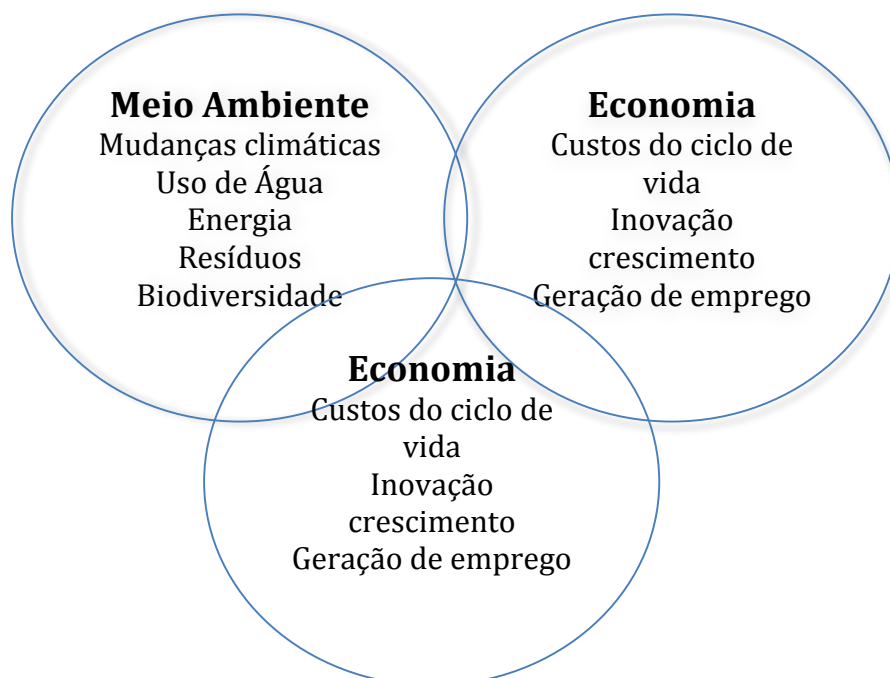 Meio Ambiente
Mudanças climáticas
Uso de Água
Energia
Resíduos
Biodiversidade
Economia
Custos do ciclo de
vida
Inovação
crescimento
Geração de emprego
Economia
Custos do ciclo de
vida
Inovação
crescimento
Geração de emprego